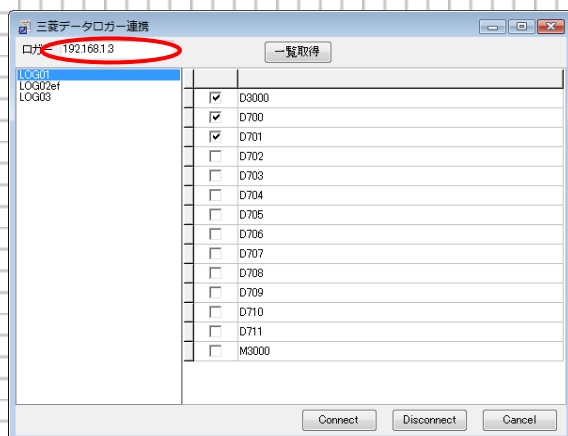 三菱データロガー連携
ロガー 192.168.1.3 一覧取得
LOG01
LOG02ef
LOG03
D3000
D700
D701
D702
D703
D704
D705
D706
D707
D708
D709
D710
D711
M3000
Connect Disconnect Cancel